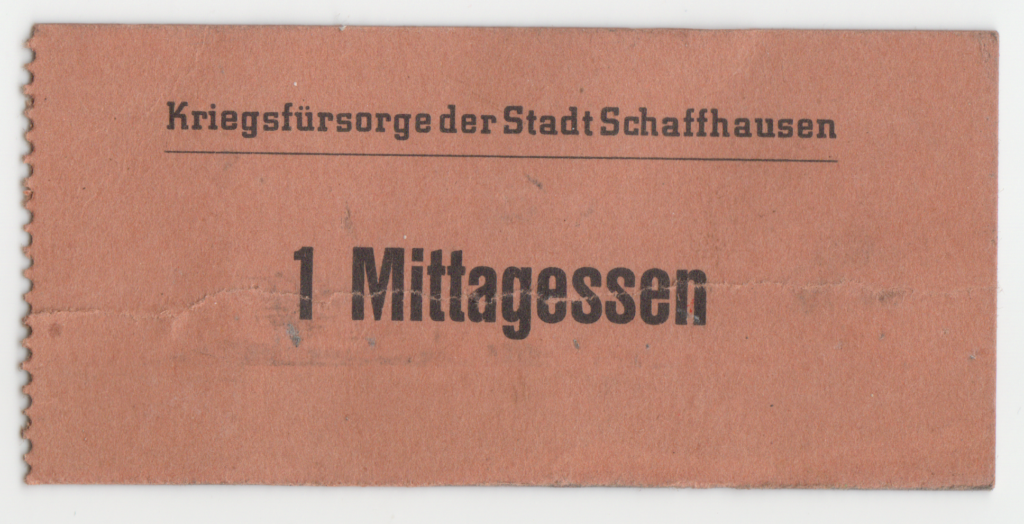 Kriegsfürsorge der Stadt Schaffhausen
1 Mittagessen